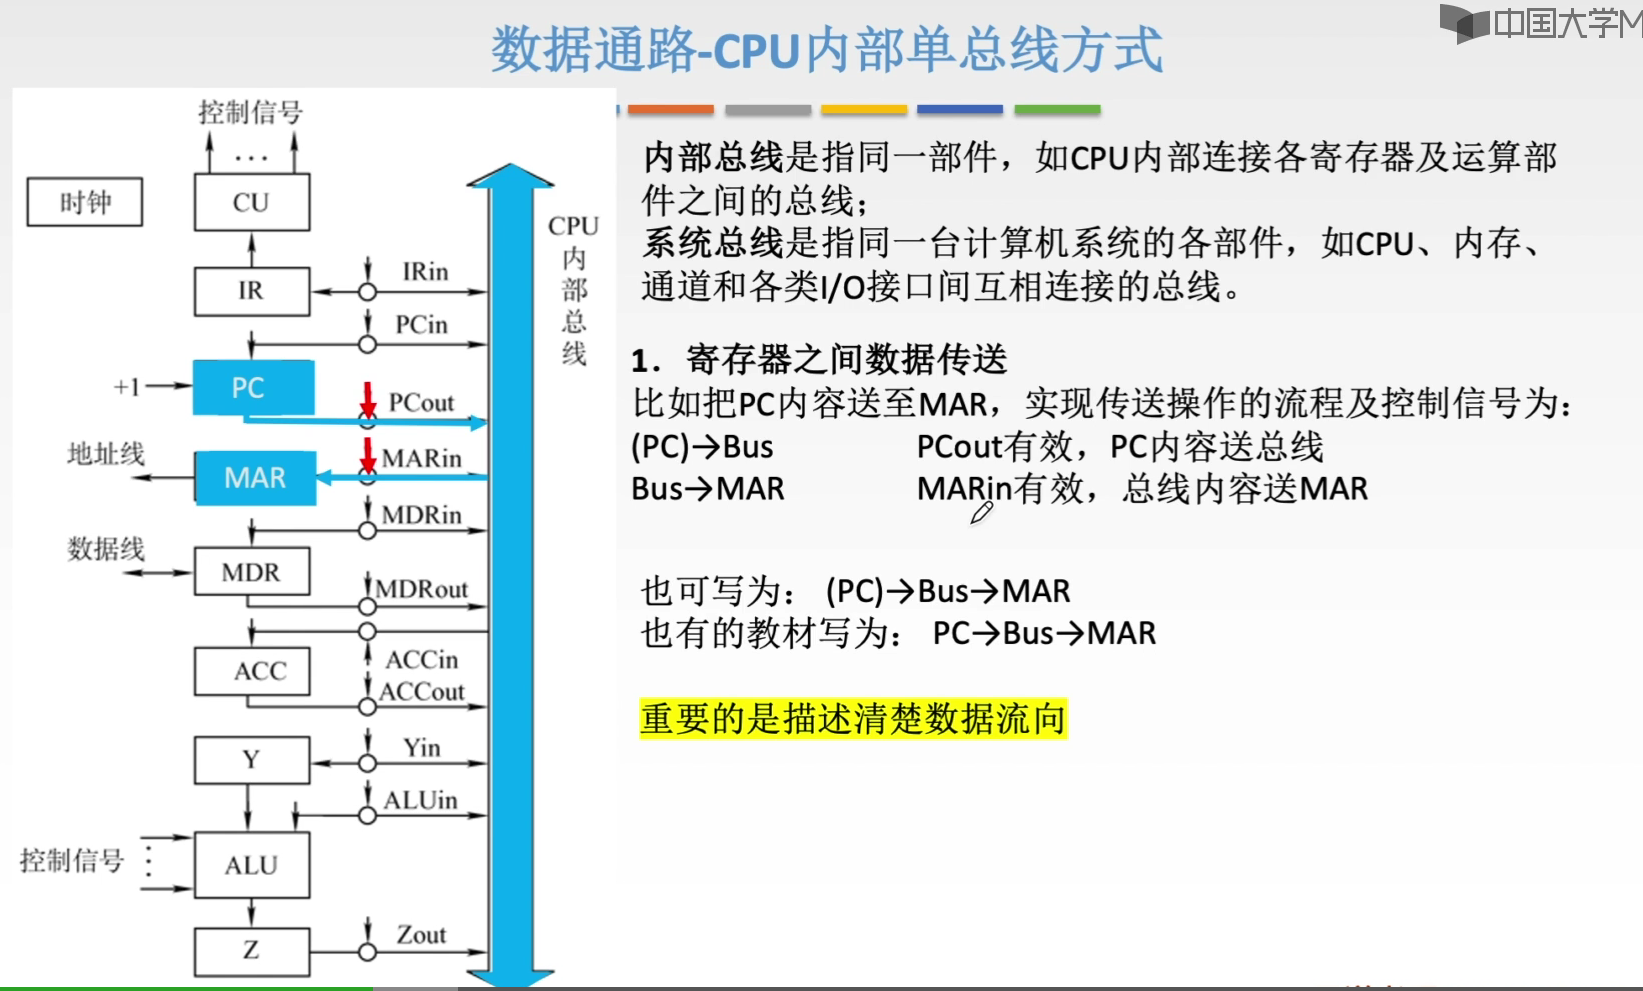 中国大学M
数据通路-CPU内部单总线方式
控制信号
...
时钟
CU
IR
IRin
PCin
+1
PC
PCout
地址线
MAR
MARin
MDRin
数据线
MDR
MDRout
ACC
ACCin
ACCout
Y
Yin
ALUin
控制信号
ALU
Z
Zout
CPU
内
部
总
线
内部总线是指同一部件，如CPU内部连接各寄存器及运算部
件之间的总线；
系统总线是指同一台计算机系统的各部件，如CPU、内存、
通道和各类I/O接口间互相连接的总线。
1．寄存器之间数据传送
比如把PC内容送至MAR，实现传送操作的流程及控制信号为：
(PC)→Bus PCout有效，PC内容送总线
Bus→MAR MARin有效，总线内容送MAR
也可写为： (PC)→Bus→MAR
也有的教材写为： PC→Bus→MAR
重要的是描述清楚数据流向